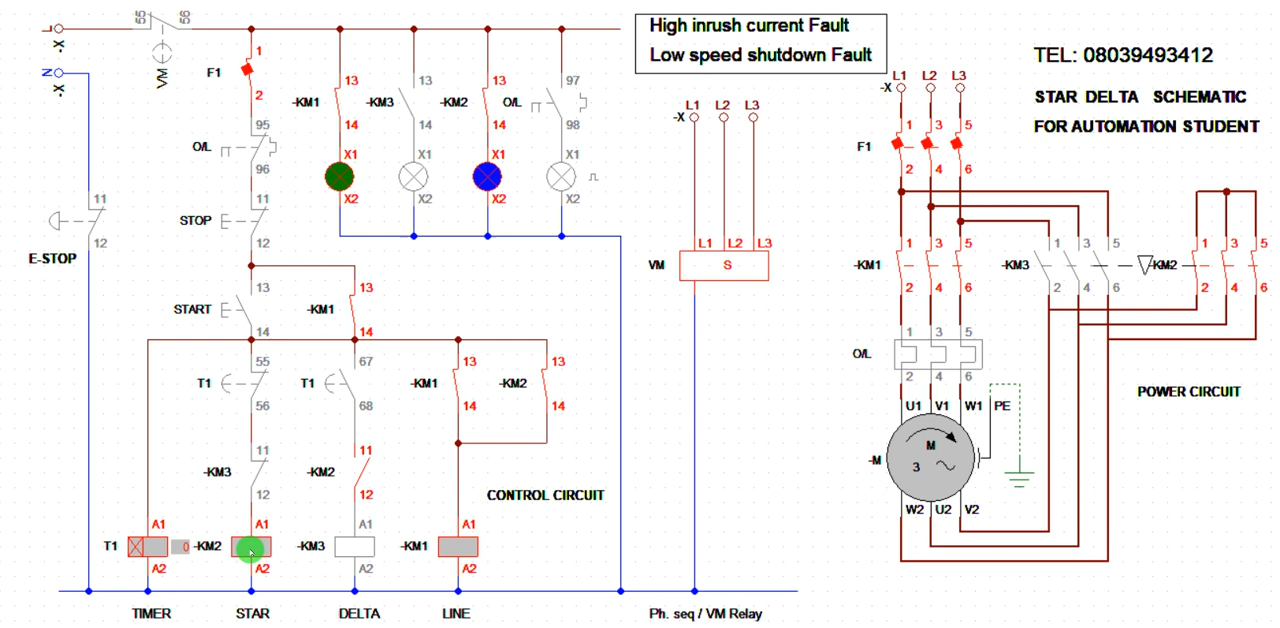 High inrush current Fault
Low speed shutdown Fault
TEL: 08039493412
STAR DELTA SCHEMATIC
FOR AUTOMATION STUDENT
L
-X
55
56
VM
N
-X
F1
1
2
O/L
95
96
STOP
11
12
E-STOP
11
12
-KM1
13
14
X1
X2
-KM3
13
14
X1
X2
-KM2
13
14
X1
X2
O/L
97
98
X1
X2
START
13
14
-KM1
13
14
T1
55
56
T1
67
68
-KM1
13
14
-KM2
13
14
-KM3
11
12
-KM2
11
12
CONTROL CIRCUIT
T1
A1
A2
0
-KM2
A1
A2
-KM3
A1
A2
-KM1
A1
A2
TIMER
STAR
DELTA
LINE
Ph. seq / VM Relay
-X
L1 L2 L3
VM
L1 L2 L3
S
-X
L1 L2 L3
F1
1 3 5
2 4 6
-KM1
1 3 5
2 4 6
-KM3
1 3 5
2 4 6
-KM2
1 3 5
2 4 6
O/L
1 3 5
2 4 6
U1 V1 W1 PE
-M
M
3
W2 U2 V2
POWER CIRCUIT